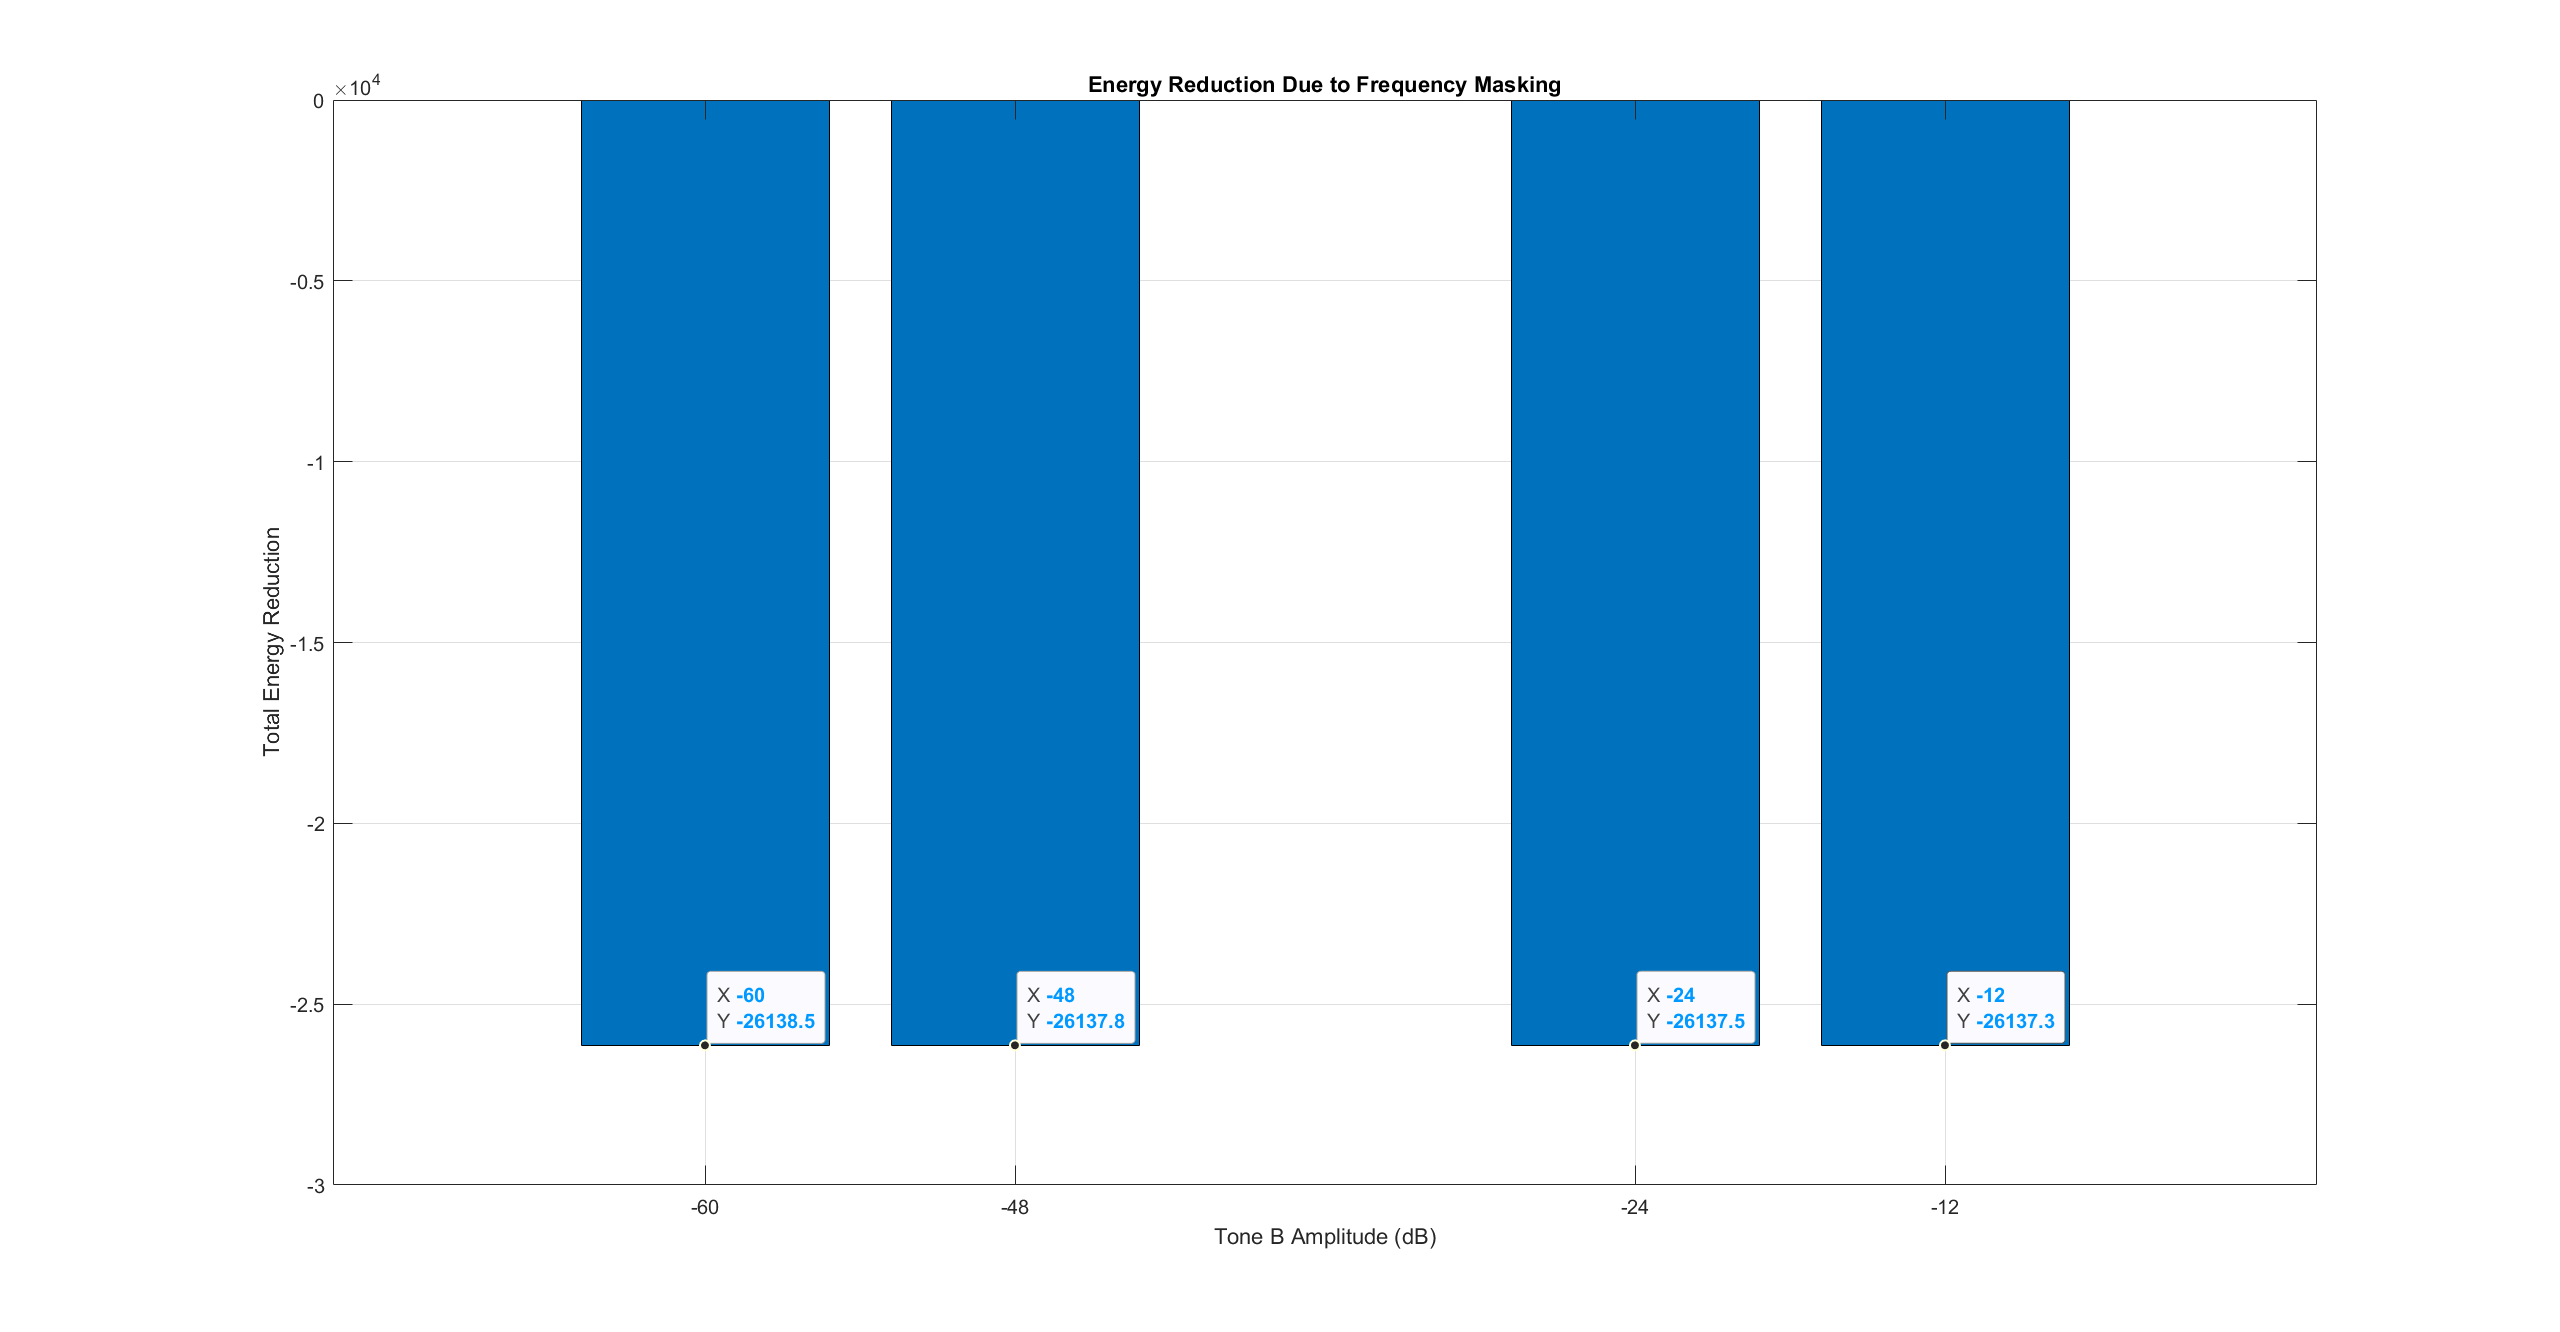 Energy Reduction Due to Frequency Masking
×10^4
0
-0.5
-1
-1.5
-2
-2.5
-3
Total Energy Reduction
X -60
Y -26138.5
X -48
Y -26137.8
X -24
Y -26137.5
X -12
Y -26137.3
-60 -48 -24 -12
Tone B Amplitude (dB)